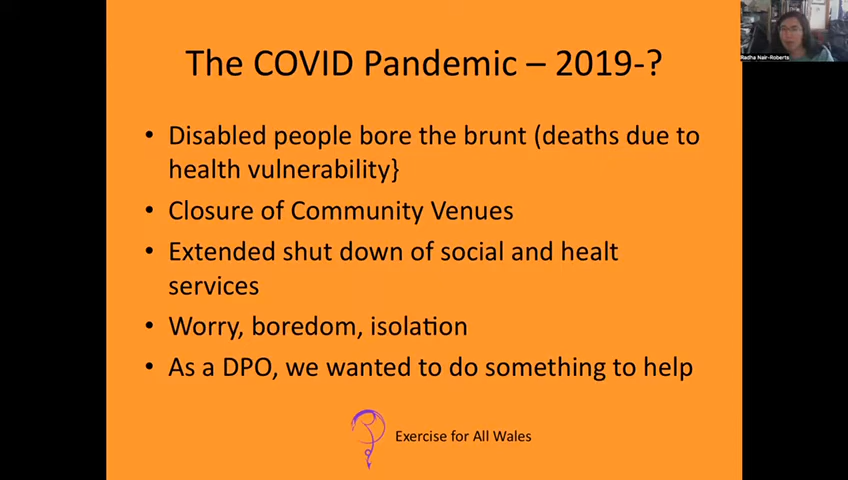 The COVID Pandemic – 2019-?
Radha Nair-Roberts
• Disabled people bore the brunt (deaths due to
health vulnerability}
• Closure of Community Venues
• Extended shut down of social and healt
services
• Worry, boredom, isolation
• As a DPO, we wanted to do something to help
Exercise for All Wales